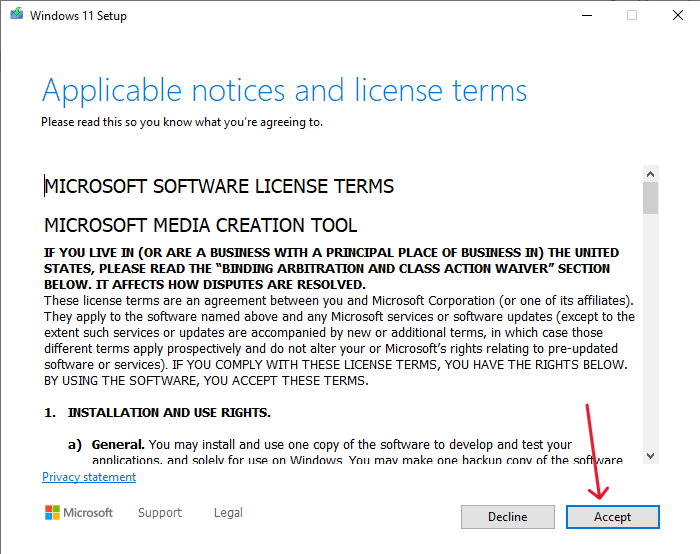 Windows 11 Setup
Applicable notices and license terms
Please read this so you know what you're agreeing to.
MICROSOFT SOFTWARE LICENSE TERMS
MICROSOFT MEDIA CREATION TOOL
IF YOU LIVE IN (OR ARE A BUSINESS WITH A PRINCIPAL PLACE OF BUSINESS IN) THE UNITED
STATES, PLEASE READ THE “BINDING ARBITRATION AND CLASS ACTION WAIVER” SECTION
BELOW. IT AFFECTS HOW DISPUTES ARE RESOLVED.
These license terms are an agreement between you and Microsoft Corporation (or one of its affiliates).
They apply to the software named above and any Microsoft services or software updates (except to the
extent such services or updates are accompanied by new or additional terms, in which case those
different terms apply prospectively and do not alter your or Microsoft’s rights relating to pre-updated
software or services). IF YOU COMPLY WITH THESE LICENSE TERMS, YOU HAVE THE RIGHTS BELOW.
BY USING THE SOFTWARE, YOU ACCEPT THESE TERMS.
1. INSTALLATION AND USE RIGHTS.
a) General. You may install and use one copy of the software to develop and test your
applications, and solely for use on Windows. You may make one backup copy of the software
Privacy statement
Microsoft Support Legal Decline Accept